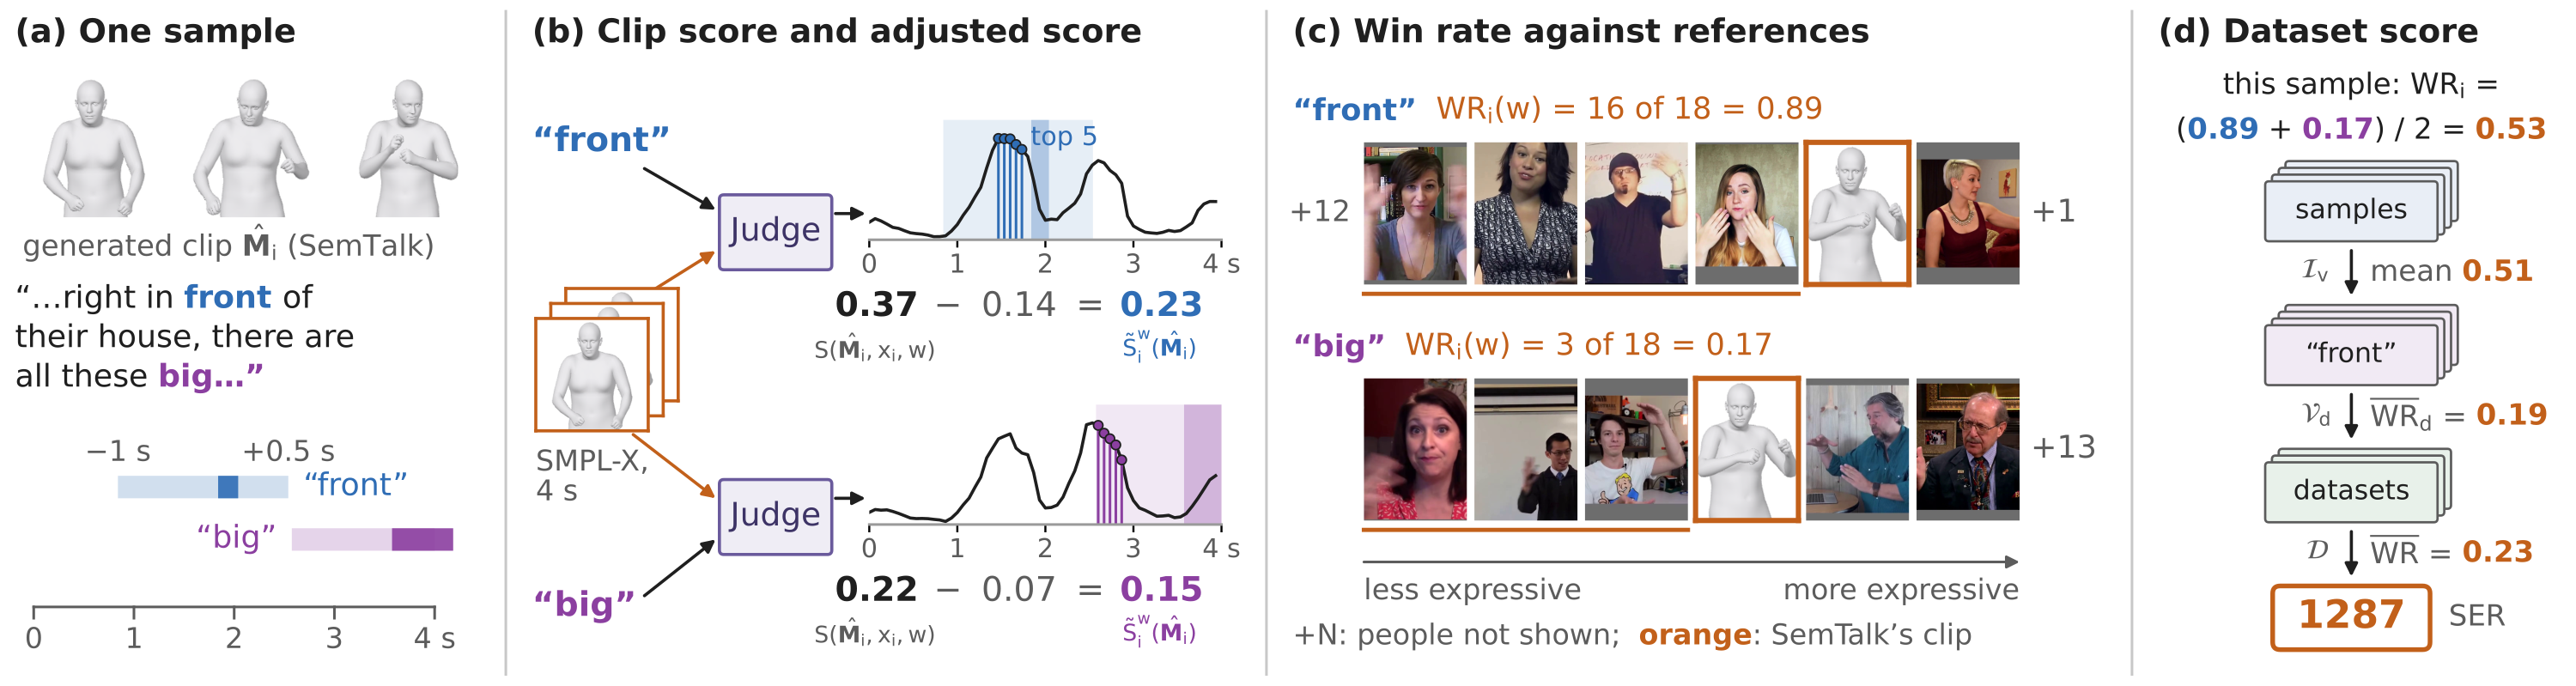 (a) One sample
generated clip M̂ᵢ (SemTalk)
“…right in front of
their house, there are
all these big…”
−1 s +0.5 s
“front”
“big”
0 1 2 3 4 s
(b) Clip score and adjusted score
“front”
Judge
top 5
0 1 2 3 4 s
0.37 − 0.14 = 0.23
S(M̂ᵢ, xᵢ, w) S̃ᵢʷ(M̂ᵢ)
SMPL-X,
4 s
Judge
0 1 2 3 4 s
“big”
0.22 − 0.07 = 0.15
S(M̂ᵢ, xᵢ, w) S̃ᵢʷ(M̂ᵢ)
(c) Win rate against references
“front” WRᵢ(w) = 16 of 18 = 0.89
+12 +1
“big” WRᵢ(w) = 3 of 18 = 0.17
+13
less expressive more expressive
+N: people not shown; orange: SemTalk’s clip
(d) Dataset score
this sample: WRᵢ =
(0.89 + 0.17) / 2 = 0.53
samples
ℐᵥ mean 0.51
“front”
𝒱d W̅R̅d = 0.19
datasets
𝒟 W̅R̅ = 0.23
1287 SER